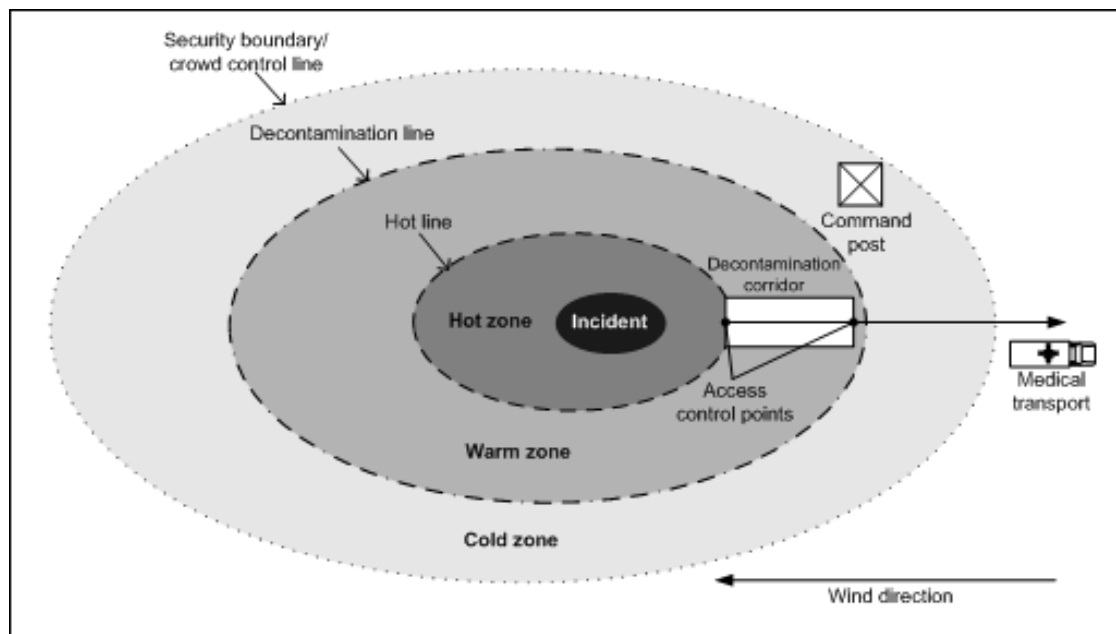 Security boundary/
crowd control line
Decontamination line
Hot line
Command
post
Decontamination
corridor
Hot zone
Incident
Access
control points
Medical
transport
Warm zone
Cold zone
Wind direction